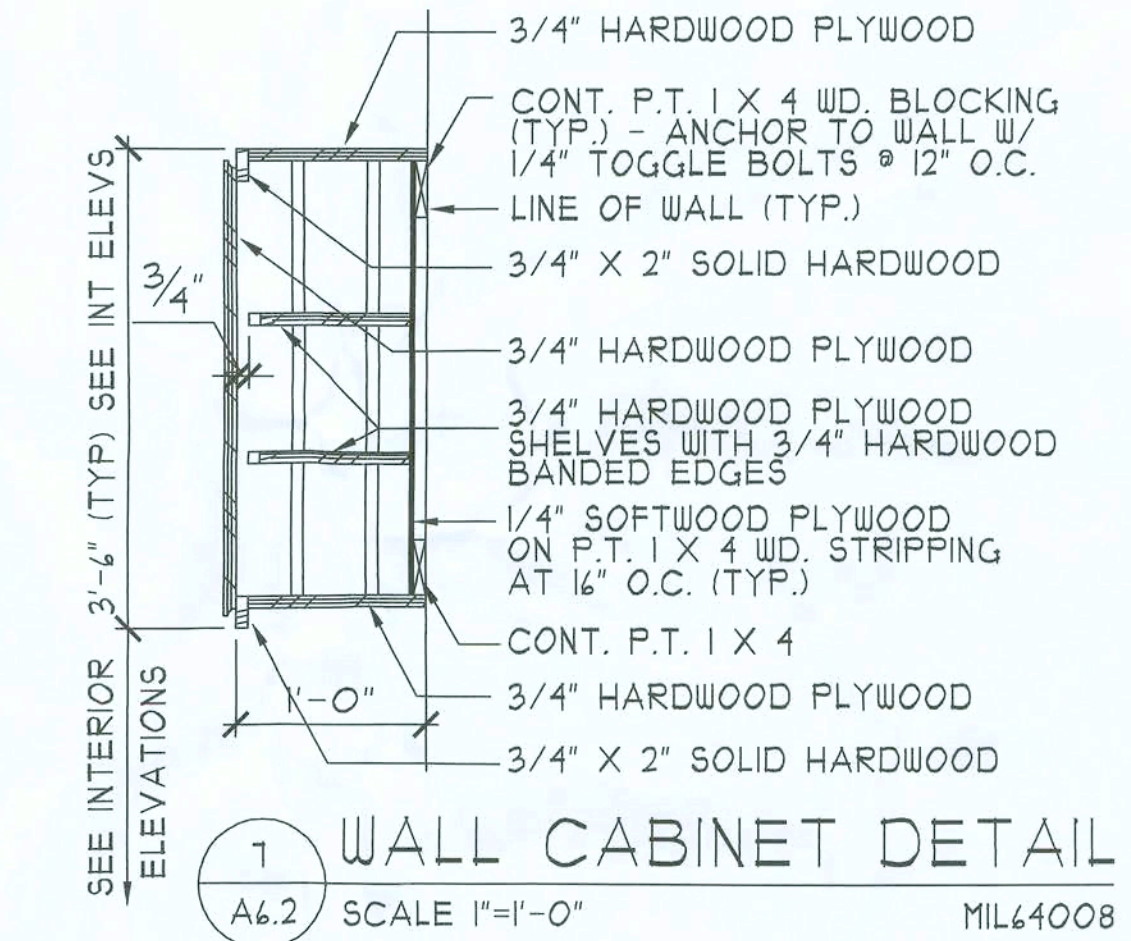 3/4" HARDWOOD PLYWOOD
CONT. P.T. 1 X 4 WD. BLOCKING
(TYP.) - ANCHOR TO WALL W/
1/4" TOGGLE BOLTS @ 12" O.C.
LINE OF WALL (TYP.)
3/4" X 2" SOLID HARDWOOD
3/4" HARDWOOD PLYWOOD
3/4" HARDWOOD PLYWOOD
SHELVES WITH 3/4" HARDWOOD
BANDED EDGES
1/4" SOFTWOOD PLYWOOD
ON P.T. 1 X 4 WD. STRIPPING
AT 16" O.C. (TYP.)
CONT. P.T. 1 X 4
3/4" HARDWOOD PLYWOOD
3/4" X 2" SOLID HARDWOOD
3'-6" (TYP) SEE INT ELEVS
3/4"
1'-0"
SEE INTERIOR
ELEVATIONS
7
A6.2
WALL CABINET DETAIL
SCALE 1"=1'-0"
MIL64008